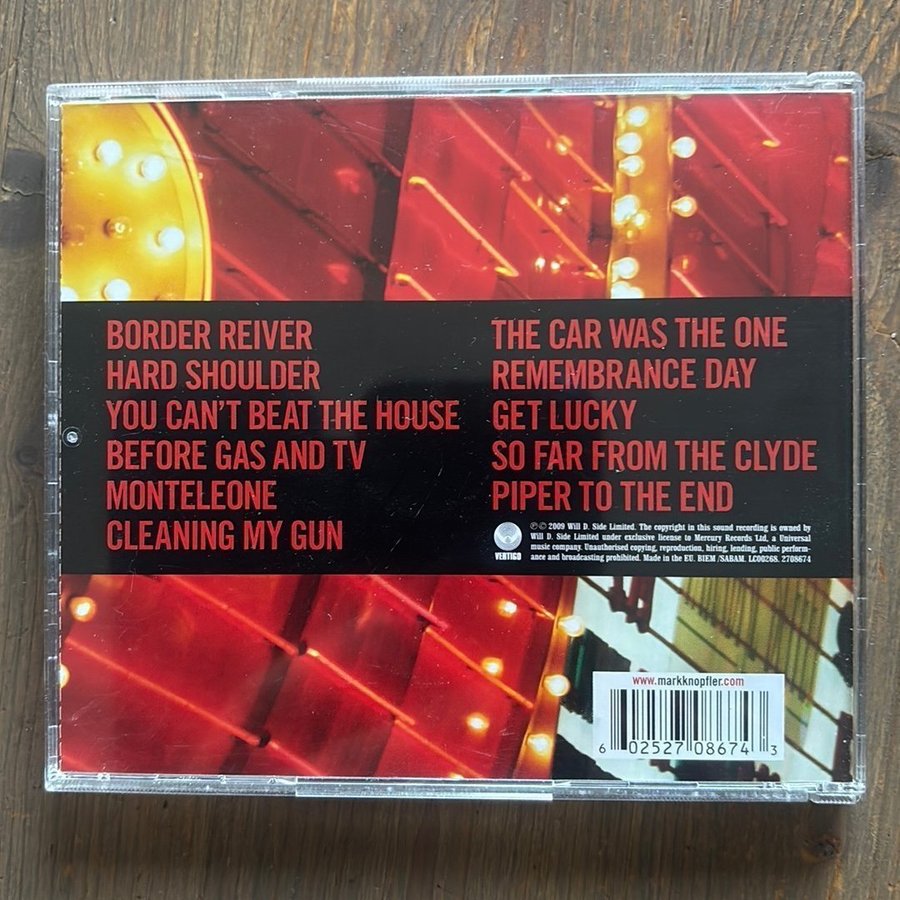 BORDER REIVER
HARD SHOULDER
YOU CAN'T BEAT THE HOUSE
BEFORE GAS AND TV
MONTELEONE
CLEANING MY GUN
THE CAR WAS THE ONE
REMEMBRANCE DAY
GET LUCKY
SO FAR FROM THE CLYDE
PIPER TO THE END
VERTIGO
℗© 2009 Will D. Side Limited. The copyright in this sound recording is owned by
Will D. Side Limited under exclusive license to Mercury Records Ltd, a Universal
music company. Unauthorised copying, reproduction, hiring, lending, public perform-
ance and broadcasting prohibited. Made in the EU. BIEM /SABAM. LC00268. 2708674
www.markknopfler.com
6 02527 08674 3